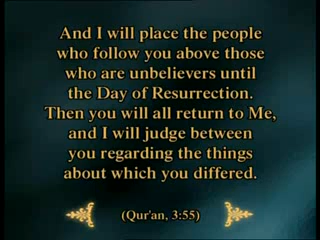 And I will place the people
who follow you above those
who are unbelievers until
the Day of Resurrection.
Then you will all return to Me,
and I will judge between
you regarding the things
about which you differed.
(Qur'an, 3:55)